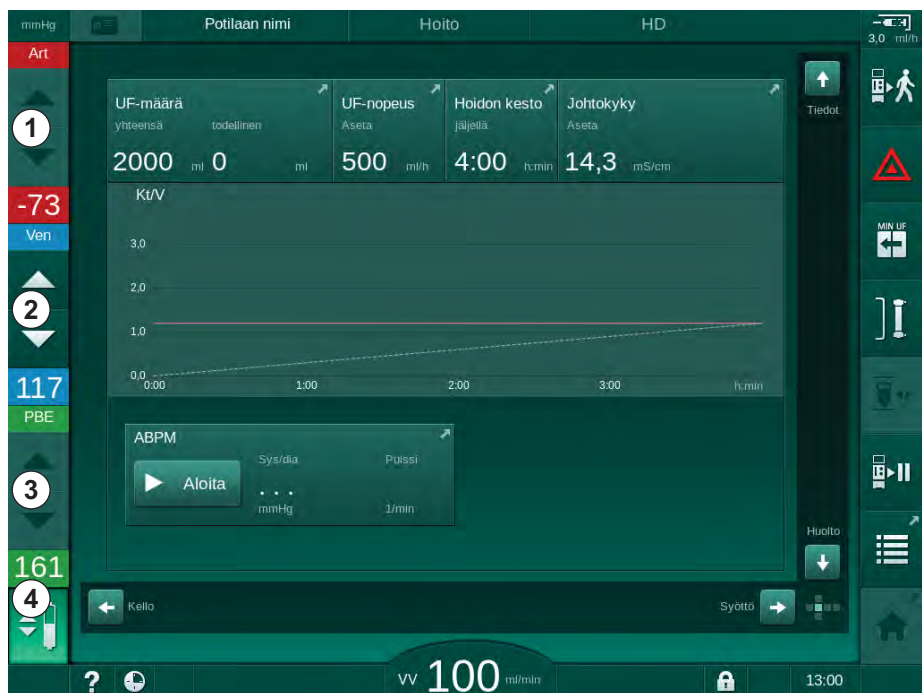 mmHg
Potilaan nimi
Hoito
HD
3,0 ml/h
Art
1
-73
Ven
2
117
PBE
3
161
4
UF-määrä
yhteensä todellinen
2000 ml 0 ml
UF-nopeus
Aseta
500 ml/h
Hoidon kesto
jäljellä
4:00 h:min
Johtokyky
Aseta
14,3 mS/cm
Tiedot
Kt/V
3,0
2,0
1,0
0,0
0:00 1:00 2:00 3:00 h:min
MIN UF
ABPM
Aloita
Sys/dia
. . .
mmHg
Pulssi
1/min
Huolto
Kello
Syöttö
?
VV 100 ml/min
13:00